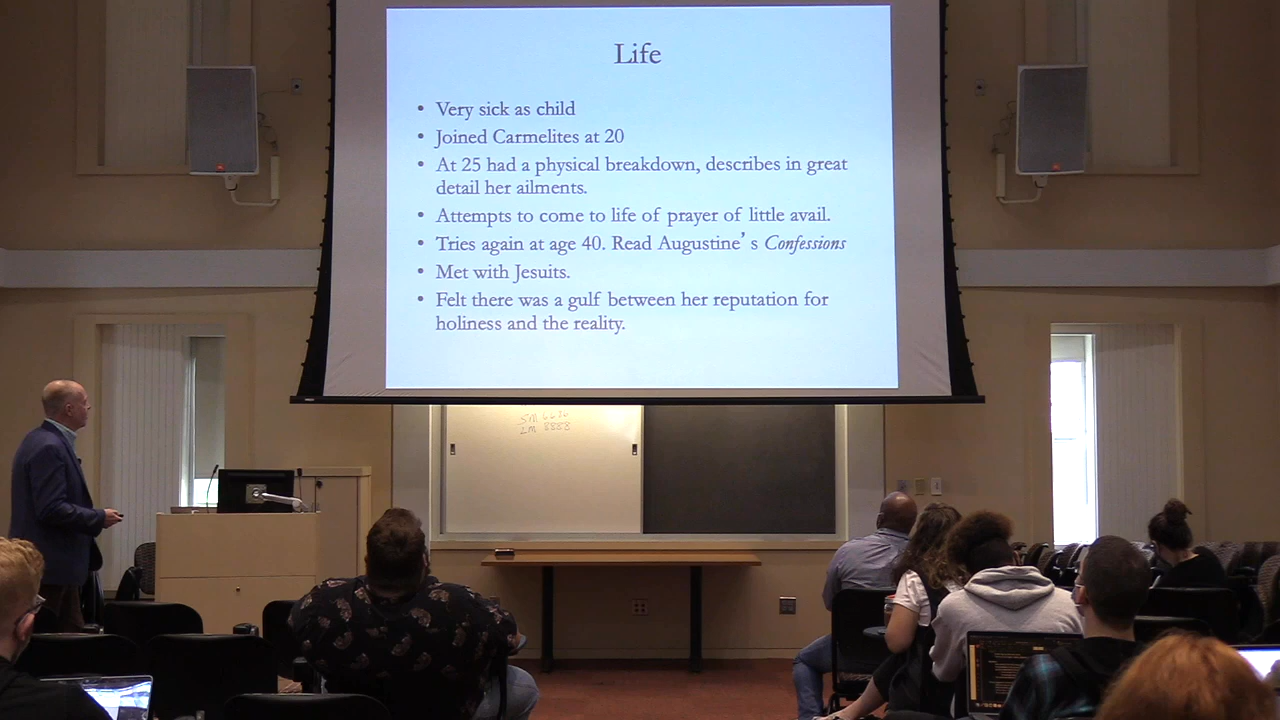 Life
• Very sick as child
• Joined Carmelites at 20
• At 25 had a physical breakdown, describes in great
detail her ailments.
• Attempts to come to life of prayer of little avail.
• Tries again at age 40. Read Augustine’ s Confessions
• Met with Jesuits.
• Felt there was a gulf between her reputation for
holiness and the reality.
8888